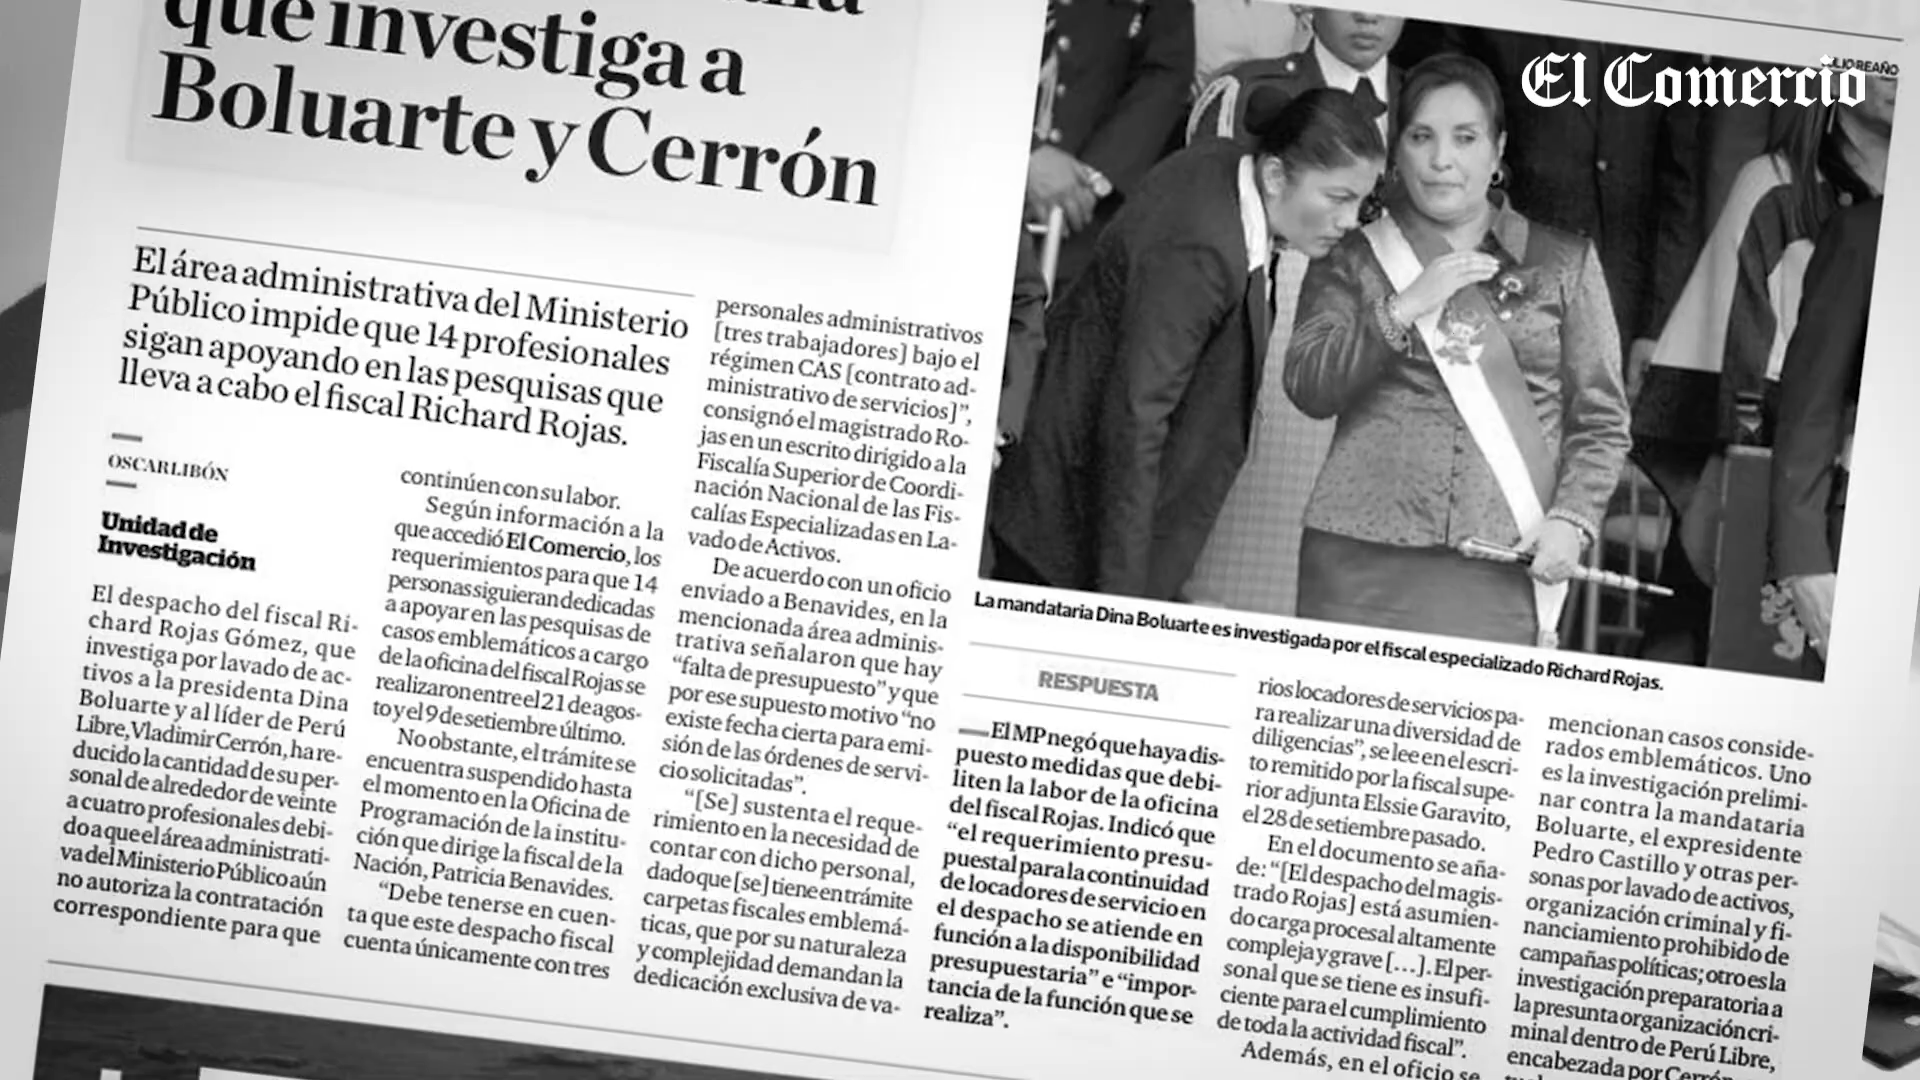 que investiga a
Boluarte y Cerrón
El área administrativa del Ministerio
Público impide que 14 profesionales
sigan apoyando en las pesquisas que
lleva a cabo el fiscal Richard Rojas.
OSCAR LIBÓN
Unidad de
Investigación
El despacho del fiscal Ri-
chard Rojas Gómez, que
investiga por lavado de ac-
tivos a la presidenta Dina
Boluarte y al líder de Perú
Libre, Vladimir Cerrón, ha re-
ducido la cantidad de su per-
sonal de alrededor de veinte
a cuatro profesionales debi-
do a que el área administrati-
va del Ministerio Público aún
no autoriza la contratación
correspondiente para que
continúen con su labor.
Según información a la
que accedió El Comercio, los
requerimientos para que 14
personas siguieran dedicadas
a apoyar en las pesquisas de
casos emblemáticos a cargo
de la oficina del fiscal Rojas se
realizaron entre el 21 de agos-
to y el 9 de setiembre último.
No obstante, el trámite se
encuentra suspendido hasta
el momento en la Oficina de
Programación de la institu-
ción que dirige la fiscal de la
Nación, Patricia Benavides.
“Debe tenerse en cuen-
ta que este despacho fiscal
cuenta únicamente con tres
personales administrativos
[tres trabajadores] bajo el
régimen CAS [contrato ad-
ministrativo de servicios]”,
consignó el magistrado Ro-
jas en un escrito dirigido a la
Fiscalía Superior de Coordi-
nación Nacional de las Fis-
calías Especializadas en La-
vado de Activos.
De acuerdo con un oficio
enviado a Benavides, en la
mencionada área adminis-
trativa señalaron que hay
“falta de presupuesto” y que
por ese supuesto motivo “no
existe fecha cierta para emi-
sión de las órdenes de servi-
cio solicitadas”.
“[Se] sustenta el reque-
rimiento en la necesidad de
contar con dicho personal,
dado que [se] tiene en trámite
carpetas fiscales emblemá-
ticas, que por su naturaleza
y complejidad demandan la
dedicación exclusiva de va-
El Comercio
JULIO REAÑO
La mandataria Dina Boluarte es investigada por el fiscal especializado Richard Rojas.
RESPUESTA
El MP negó que haya dis-
puesto medidas que debi-
liten la labor de la oficina
del fiscal Rojas. Indicó que
“el requerimiento presu-
puestal para la continuidad
de locadores de servicio en
el despacho se atiende en
función a la disponibilidad
presupuestaria” e “impor-
tancia de la función que se
realiza”.
rios locadores de servicios pa-
ra realizar una diversidad de
diligencias”, se lee en el escri-
to remitido por la fiscal supe-
rior adjunta Elssie Garavito,
el 28 de setiembre pasado.
En el documento se aña-
de: “[El despacho del magis-
trado Rojas] está asumien-
do carga procesal altamente
compleja y grave [...]. El per-
sonal que se tiene es insufi-
ciente para el cumplimiento
de toda la actividad fiscal”.
Además, en el oficio se
mencionan casos conside-
rados emblemáticos. Uno
es la investigación prelimi-
nar contra la mandataria
Boluarte, el expresidente
Pedro Castillo y otras per-
sonas por lavado de activos,
organización criminal y fi-
nanciamiento prohibido de
campañas políticas; otro es la
investigación preparatoria a
la presunta organización cri-
minal dentro de Perú Libre,
encabezada por Cerrón